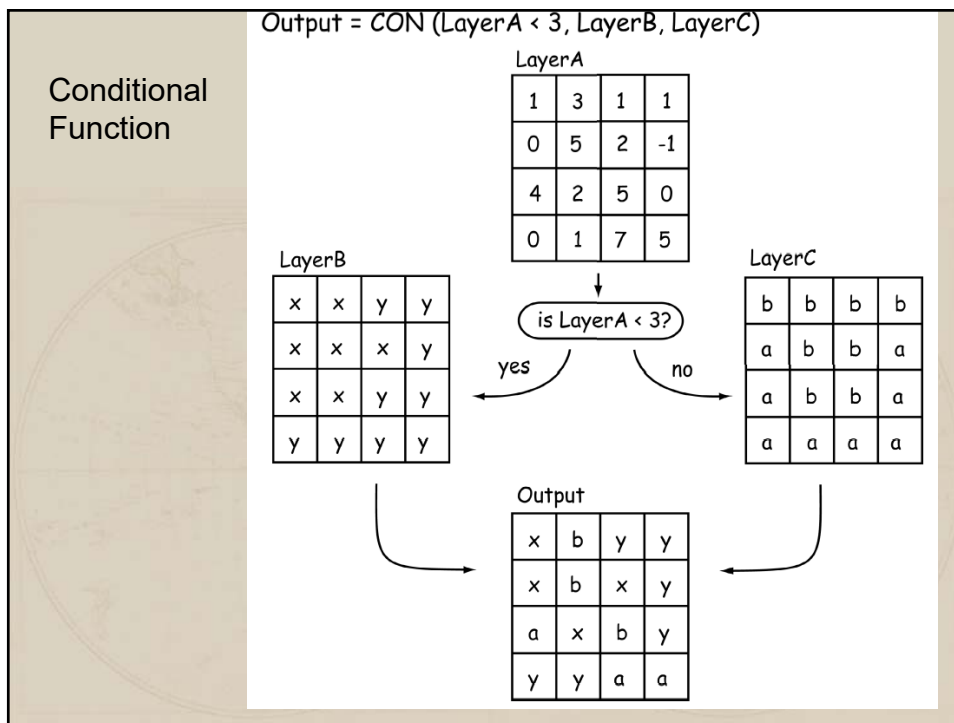 Output = CON (LayerA < 3, LayerB, LayerC)
Conditional
Function
LayerA
1 3 1 1
0 5 2 -1
4 2 5 0
0 1 7 5
LayerB
x x y y
x x x y
x x y y
y y y y
is LayerA < 3?
yes
no
LayerC
b b b b
a b b a
a b b a
a a a a
Output
x b y y
x b x y
a x b y
y y a a